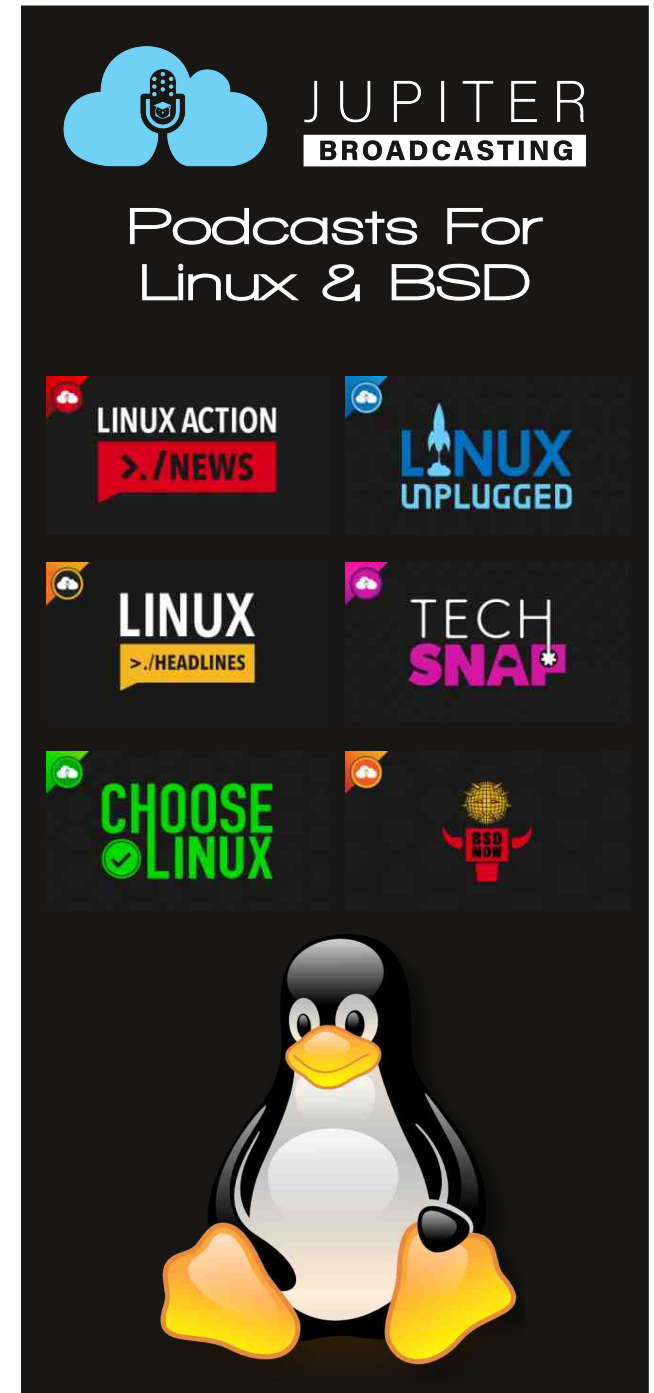 JUPITER
BROADCASTING
Podcasts For
Linux & BSD
LINUX ACTION
>./NEWS
LINUX
UNPLUGGED
LINUX
>./HEADLINES
TECH
SNAP
CHOOSE
LINUX
BSD
NOW